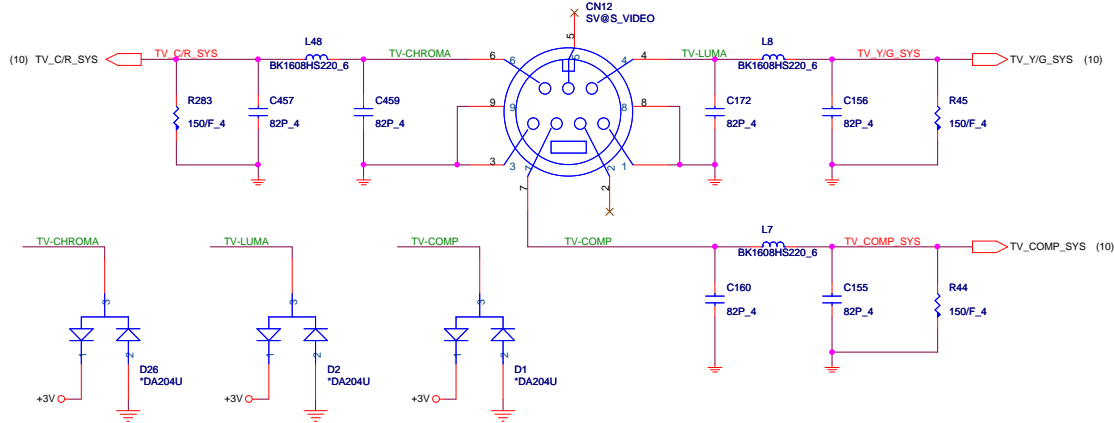 CN12
SV@S_VIDEO
(10) TV_C/R_SYS
TV_C/R_SYS
L48
BK1608HS220_6
TV-CHROMA
6
6
5
5
4
4
TV-LUMA
L8
BK1608HS220_6
TV_Y/G_SYS
TV_Y/G_SYS (10)
R283
150/F_4
C457
82P_4
C459
82P_4
9
9
8
8
C172
82P_4
C156
82P_4
R45
150/F_4
3
3
7
7
2
2
1
1
TV-CHROMA
TV-LUMA
TV-COMP
TV-COMP
L7
BK1608HS220_6
TV_COMP_SYS
TV_COMP_SYS (10)
C160
82P_4
C155
82P_4
R44
150/F_4
3
3
3
1
2
1
2
1
2
D26
*DA204U
D2
*DA204U
D1
*DA204U
+3V
+3V
+3V